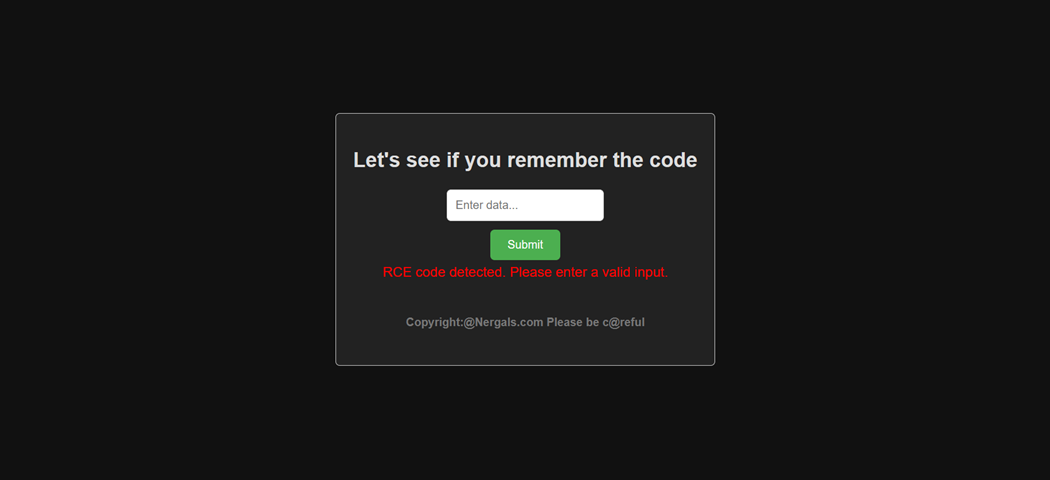 Let's see if you remember the code
Enter data...
Submit
RCE code detected. Please enter a valid input.
Copyright:@Nergals.com Please be c@reful